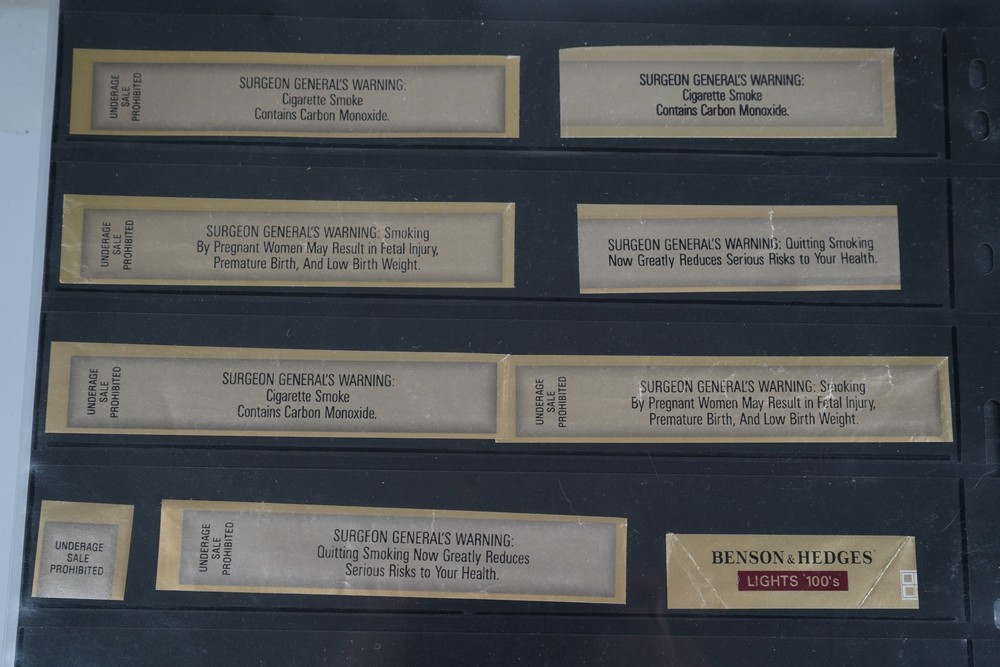 UNDERAGE
SALE
PROHIBITED
SURGEON GENERAL'S WARNING:
Cigarette Smoke
Contains Carbon Monoxide.
SURGEON GENERAL'S WARNING:
Cigarette Smoke
Contains Carbon Monoxide.
UNDERAGE
SALE
PROHIBITED
SURGEON GENERAL'S WARNING: Smoking
By Pregnant Women May Result in Fetal Injury,
Premature Birth, And Low Birth Weight.
SURGEON GENERAL'S WARNING: Quitting Smoking
Now Greatly Reduces Serious Risks to Your Health.
UNDERAGE
SALE
PROHIBITED
SURGEON GENERAL'S WARNING:
Cigarette Smoke
Contains Carbon Monoxide.
UNDERAGE
SALE
PROHIBITED
SURGEON GENERAL'S WARNING: Smoking
By Pregnant Women May Result in Fetal Injury,
Premature Birth, And Low Birth Weight.
UNDERAGE
SALE
PROHIBITED
UNDERAGE
SALE
PROHIBITED
SURGEON GENERAL'S WARNING:
Quitting Smoking Now Greatly Reduces
Serious Risks to Your Health.
BENSON & HEDGES
LIGHTS 100's